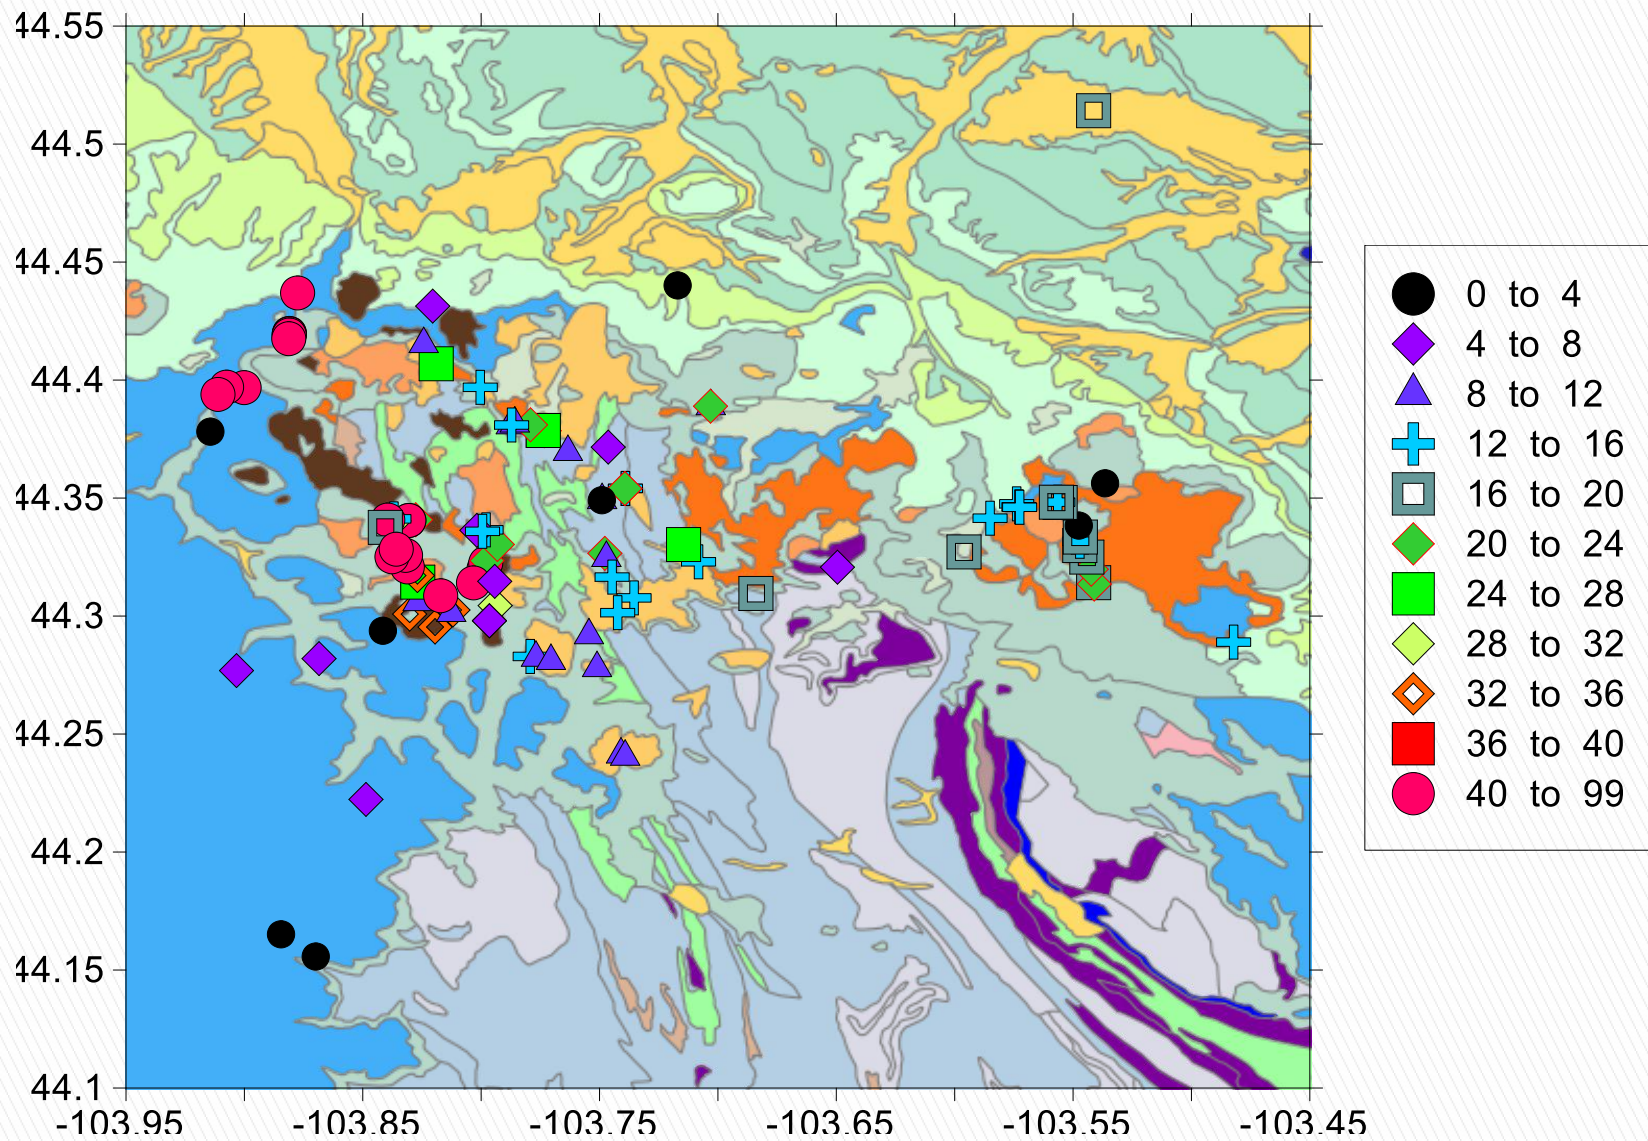 44.55
44.5
44.45
44.4
44.35
44.3
44.25
44.2
44.15
44.1
-103.95 -103.85 -103.75 -103.65 -103.55 -103.45
0 to 4
4 to 8
8 to 12
12 to 16
16 to 20
20 to 24
24 to 28
28 to 32
32 to 36
36 to 40
40 to 99